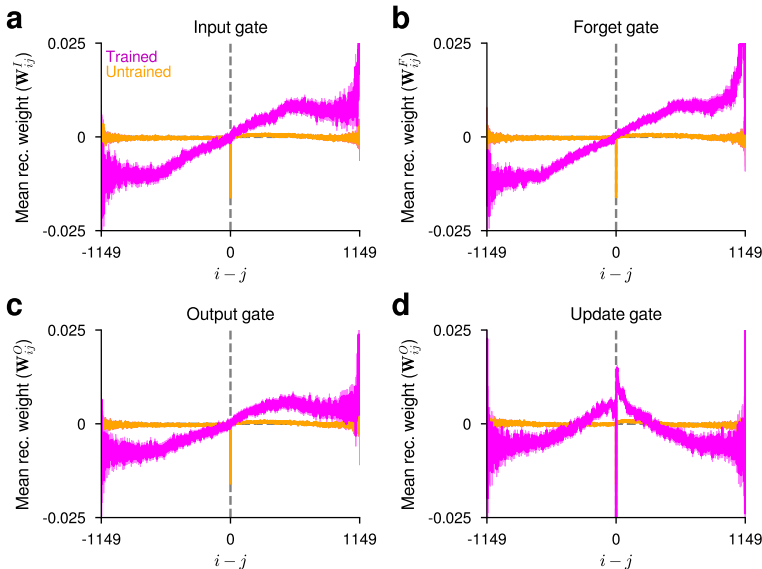 a
Input gate
Mean rec. weight (W^I_ij)
0.025
0
-0.025
Trained
Untrained
-1149
0
1149
i − j
b
Forget gate
Mean rec. weight (W^F_ij)
0.025
0
-0.025
-1149
0
1149
i − j
c
Output gate
Mean rec. weight (W^O_ij)
0.025
0
-0.025
-1149
0
1149
i − j
d
Update gate
Mean rec. weight (W^O_ij)
0.025
0
-0.025
-1149
0
1149
i − j